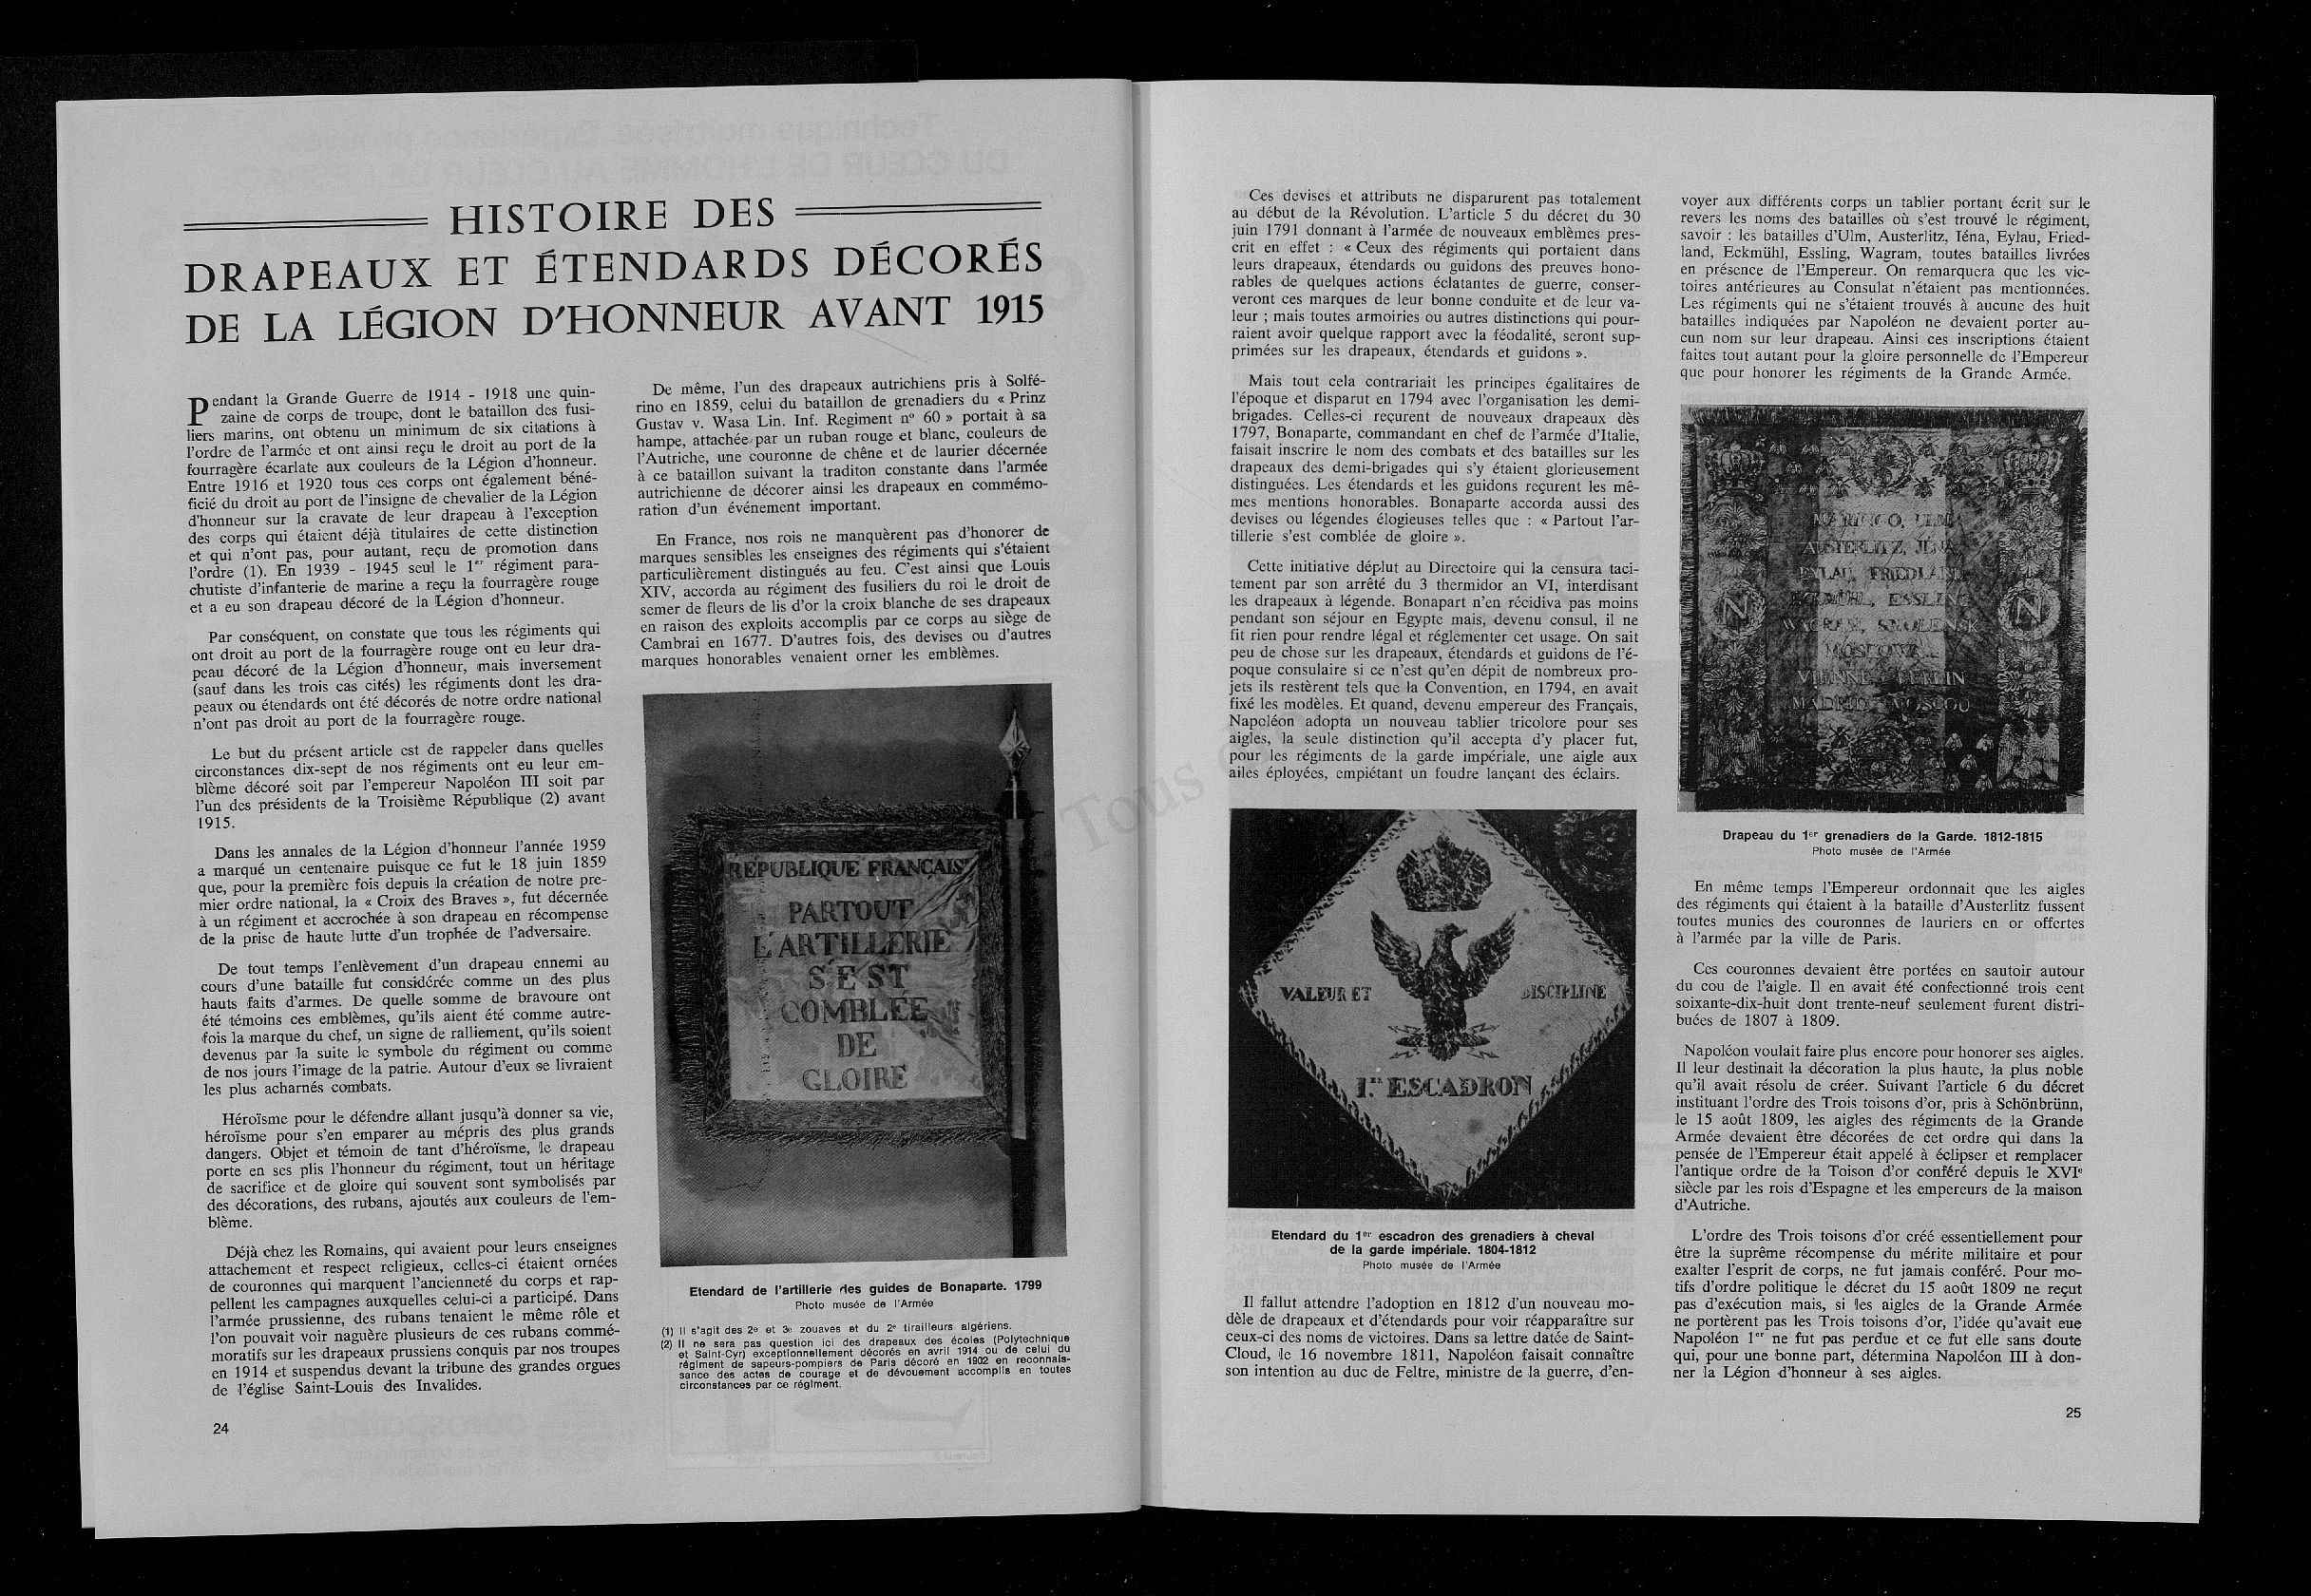 HISTOIRE DES
DRAPEAUX ET ÉTENDARDS DÉCORÉS
DE LA LÉGION D'HONNEUR AVANT 1915
Pendant la Grande Guerre de 1914 - 1918 une quin-
zaine de corps de troupe, dont le bataillon des fusi-
liers marins, ont obtenu un minimum de six citations à
l'ordre de l'armée et ont ainsi reçu le droit au port de la
fourragère écarlate aux couleurs de la Légion d'honneur.
Entre 1916 et 1920 tous ces corps ont également béné-
ficié du droit au port de l'insigne de chevalier de la Légion
d'honneur sur la cravate de leur drapeau à l'exception
des corps qui étaient déjà titulaires de cette distinction
et qui n'ont pas, pour autant, reçu de promotion dans
l'ordre (1). En 1939 - 1945 seul le 1er régiment para-
chutiste d'infanterie de marine a reçu la fourragère rouge
et a eu son drapeau décoré de la Légion d'honneur.
Par conséquent, on constate que tous les régiments qui
ont droit au port de la fourragère rouge ont eu leur dra-
peau décoré de la Légion d'honneur, mais inversement
(sauf dans les trois cas cités) les régiments dont les dra-
peaux ou étendards ont été décorés de notre ordre national
n'ont pas droit au port de la fourragère rouge.
Le but du présent article est de rappeler dans quelles
circonstances dix-sept de nos régiments ont eu leur em-
blème décoré soit par l'empereur Napoléon III soit par
l'un des présidents de la Troisième République (2) avant
1915.
Dans les annales de la Légion d'honneur l'année 1959
a marqué un centenaire puisque ce fut le 18 juin 1859
que, pour la première fois depuis la création de notre pre-
mier ordre national, la « Croix des Braves », fut décernée
à un régiment et accrochée à son drapeau en récompense
de la prise de haute lutte d'un trophée de l'adversaire.
De tout temps l'enlèvement d'un drapeau ennemi au
cours d'une bataille fut considérée comme un des plus
hauts faits d'armes. De quelle somme de bravoure ont
été témoins ces emblèmes, qu'ils aient été comme autre-
fois la marque du chef, un signe de ralliement, qu'ils soient
devenus par la suite le symbole du régiment ou comme
de nos jours l'image de la patrie. Autour d'eux se livraient
les plus acharnés combats.
Héroïsme pour le défendre allant jusqu'à donner sa vie,
héroïsme pour s'en emparer au mépris des plus grands
dangers. Objet et témoin de tant d'héroïsme, le drapeau
porte en ses plis l'honneur du régiment, tout un héritage
de sacrifice et de gloire qui souvent sont symbolisés par
des décorations, des rubans, ajoutés aux couleurs de l'em-
blème.
Déjà chez les Romains, qui avaient pour leurs enseignes
attachement et respect religieux, celles-ci étaient ornées
de couronnes qui marquent l'ancienneté du corps et rap-
pellent les campagnes auxquelles celui-ci a participé. Dans
l'armée prussienne, des rubans tenaient le même rôle et
l'on pouvait voir naguère plusieurs de ces rubans commé-
moratifs sur les drapeaux prussiens conquis par nos troupes
en 1914 et suspendus devant la tribune des grandes orgues
de l'église Saint-Louis des Invalides.
24
De même, l'un des drapeaux autrichiens pris à Solfé-
rino en 1859, celui du bataillon de grenadiers du « Prinz
Gustav v. Wasa Lin. Inf. Regiment n° 60 » portait à sa
hampe, attachée par un ruban rouge et blanc, couleurs de
l'Autriche, une couronne de chêne et de laurier décernée
à ce bataillon suivant la traditon constante dans l'armée
autrichienne de décorer ainsi les drapeaux en commémo-
ration d'un événement important.
En France, nos rois ne manquèrent pas d'honorer de
marques sensibles les enseignes des régiments qui s'étaient
particulièrement distingués au feu. C'est ainsi que Louis
XIV, accorda au régiment des fusiliers du roi le droit de
semer de fleurs de lis d'or la croix blanche de ses drapeaux
en raison des exploits accomplis par ce corps au siège de
Cambrai en 1677. D'autres fois, des devises ou d'autres
marques honorables venaient orner les emblèmes.
RÉPUBLIQUE FRANÇAIS
PARTOUT
L'ARTILLERIE
S'EST
COMBLÉE
DE
GLOIRE
Etendard de l'artillerie des guides de Bonaparte. 1799
Photo musée de l'Armée
(1) Il s'agit des 2e et 3e zouaves et du 2e tirailleurs algériens.
(2) Il ne sera pas question ici des drapeaux des écoles (Polytechnique
et Saint-Cyr) exceptionnellement décorés en avril 1914 ou de celui du
régiment de sapeurs-pompiers de Paris décoré en 1902 en reconnais-
sance des actes de courage et de dévouement accomplis en toutes
circonstances par ce régiment.
Ces devises et attributs ne disparurent pas totalement
au début de la Révolution. L'article 5 du décret du 30
juin 1791 donnant à l'armée de nouveaux emblèmes pres-
crit en effet : « Ceux des régiments qui portaient dans
leurs drapeaux, étendards ou guidons des preuves hono-
rables de quelques actions éclatantes de guerre, conser-
veront ces marques de leur bonne conduite et de leur va-
leur ; mais toutes armoiries ou autres distinctions qui pour-
raient avoir quelque rapport avec la féodalité, seront sup-
primées sur les drapeaux, étendards et guidons ».
Mais tout cela contrariait les principes égalitaires de
l'époque et disparut en 1794 avec l'organisation les demi-
brigades. Celles-ci reçurent de nouveaux drapeaux dès
1797, Bonaparte, commandant en chef de l'armée d'Italie,
faisait inscrire le nom des combats et des batailles sur les
drapeaux des demi-brigades qui s'y étaient glorieusement
distinguées. Les étendards et les guidons reçurent les mê-
mes mentions honorables. Bonaparte accorda aussi des
devises ou légendes élogieuses telles que : « Partout l'ar-
tillerie s'est comblée de gloire ».
Cette initiative déplut au Directoire qui la censura taci-
tement par son arrêté du 3 thermidor an VI, interdisant
les drapeaux à légende. Bonapart n'en récidiva pas moins
pendant son séjour en Egypte mais, devenu consul, il ne
fit rien pour rendre légal et réglementer cet usage. On sait
peu de chose sur les drapeaux, étendards et guidons de l'é-
poque consulaire si ce n'est qu'en dépit de nombreux pro-
jets ils restèrent tels que la Convention, en 1794, en avait
fixé les modèles. Et quand, devenu empereur des Français,
Napoléon adopta un nouveau tablier tricolore pour ses
aigles, la seule distinction qu'il accepta d'y placer fut,
pour les régiments de la garde impériale, une aigle aux
ailes éployées, empiétant un foudre lançant des éclairs.
VALEUR ET DISCIPLINE
1.ER ESCADRON
Etendard du 1er escadron des grenadiers à cheval
de la garde impériale. 1804-1812
Photo musée de l'Armée
Il fallut attendre l'adoption en 1812 d'un nouveau mo-
dèle de drapeaux et d'étendards pour voir réapparaître sur
ceux-ci des noms de victoires. Dans sa lettre datée de Saint-
Cloud, le 16 novembre 1811, Napoléon faisait connaître
son intention au duc de Feltre, ministre de la guerre, d'en-
voyer aux différents corps un tablier portant écrit sur le
revers les noms des batailles où s'est trouvé le régiment,
savoir : les batailles d'Ulm, Austerlitz, Iéna, Eylau, Fried-
land, Eckmühl, Essling, Wagram, toutes batailles livrées
en présence de l'Empereur. On remarquera que les vic-
toires antérieures au Consulat n'étaient pas mentionnées.
Les régiments qui ne s'étaient trouvés à aucune des huit
batailles indiquées par Napoléon ne devaient porter au-
cun nom sur leur drapeau. Ainsi ces inscriptions étaient
faites tout autant pour la gloire personnelle de l'Empereur
que pour honorer les régiments de la Grande Armée.
MARENGO, ULM,
AUSTERLITZ, JENA,
EYLAU, FRIEDLAND,
ECKMÜHL, ESSLING
N N
WAGRAM, SMOLENSK
MOSKOWA,
VIENNE, BERLIN
MADRID, MOSCOU
Drapeau du 1er grenadiers de la Garde. 1812-1815
Photo musée de l'Armée
En même temps l'Empereur ordonnait que les aigles
des régiments qui étaient à la bataille d'Austerlitz fussent
toutes munies des couronnes de lauriers en or offertes
à l'armée par la ville de Paris.
Ces couronnes devaient être portées en sautoir autour
du cou de l'aigle. Il en avait été confectionné trois cent
soixante-dix-huit dont trente-neuf seulement furent distri-
buées de 1807 à 1809.
Napoléon voulait faire plus encore pour honorer ses aigles.
Il leur destinait la décoration la plus haute, la plus noble
qu'il avait résolu de créer. Suivant l'article 6 du décret
instituant l'ordre des Trois toisons d'or, pris à Schönbrünn,
le 15 août 1809, les aigles des régiments de la Grande
Armée devaient être décorées de cet ordre qui dans la
pensée de l'Empereur était appelé à éclipser et remplacer
l'antique ordre de la Toison d'or conféré depuis le XVIe
siècle par les rois d'Espagne et les empereurs de la maison
d'Autriche.
L'ordre des Trois toisons d'or créé essentiellement pour
être la suprême récompense du mérite militaire et pour
exalter l'esprit de corps, ne fut jamais conféré. Pour mo-
tifs d'ordre politique le décret du 15 août 1809 ne reçut
pas d'exécution mais, si les aigles de la Grande Armée
ne portèrent pas les Trois toisons d'or, l'idée qu'avait eue
Napoléon 1er ne fut pas perdue et ce fut elle sans doute
qui, pour une bonne part, détermina Napoléon III à don-
ner la Légion d'honneur à ses aigles.
25
Tous